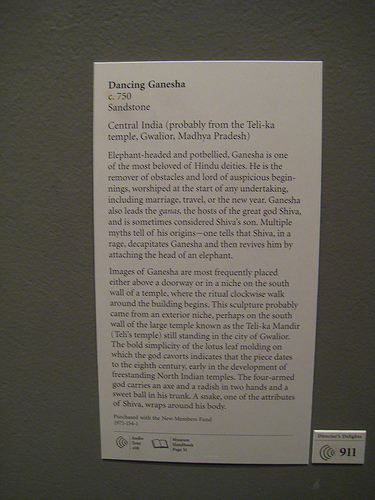 Dancing Ganesha
c. 750
Sandstone
Central India (probably from the Teli-ka
temple, Gwalior, Madhya Pradesh)
Elephant-headed and potbellied, Ganesha is one
of the most beloved of Hindu deities. He is the
remover of obstacles and lord of auspicious begin-
nings, worshiped at the start of any undertaking,
including marriage, travel, or the new year. Ganesha
also leads the ganas, the hosts of the great god Shiva,
and is sometimes considered Shiva's son. Multiple
myths tell of his origins—one tells that Shiva, in a
rage, decapitates Ganesha and then revives him by
attaching the head of an elephant.
Images of Ganesha are most frequently placed
either above a doorway or in a niche on the south
wall of a temple, where the ritual clockwise walk
around the building begins. This sculpture probably
came from an exterior niche, perhaps on the south
wall of the large temple known as the Teli-ka Mandir
(Teli's temple) still standing in the city of Gwalior.
The bold simplicity of the lotus leaf molding on
which the god cavorts indicates that the piece dates
to the eighth century, early in the development of
freestanding North Indian temples. The four-armed
god carries an axe and a radish in two hands and a
sweet ball in his trunk. A snake, one of the attributes
of Shiva, wraps around his body.
Purchased with the New Members Fund
Audio
Tour
Museum
Handbook
Page
Director's Delights
911